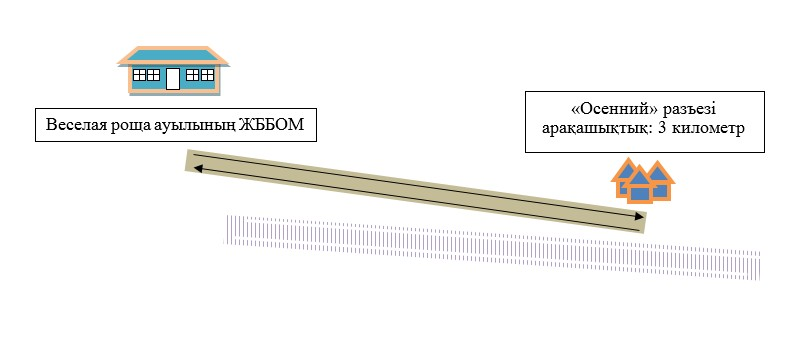 Веселая роща ауылының ЖББОМ
«Осенний» разъезі
арақашықтық: 3 километр